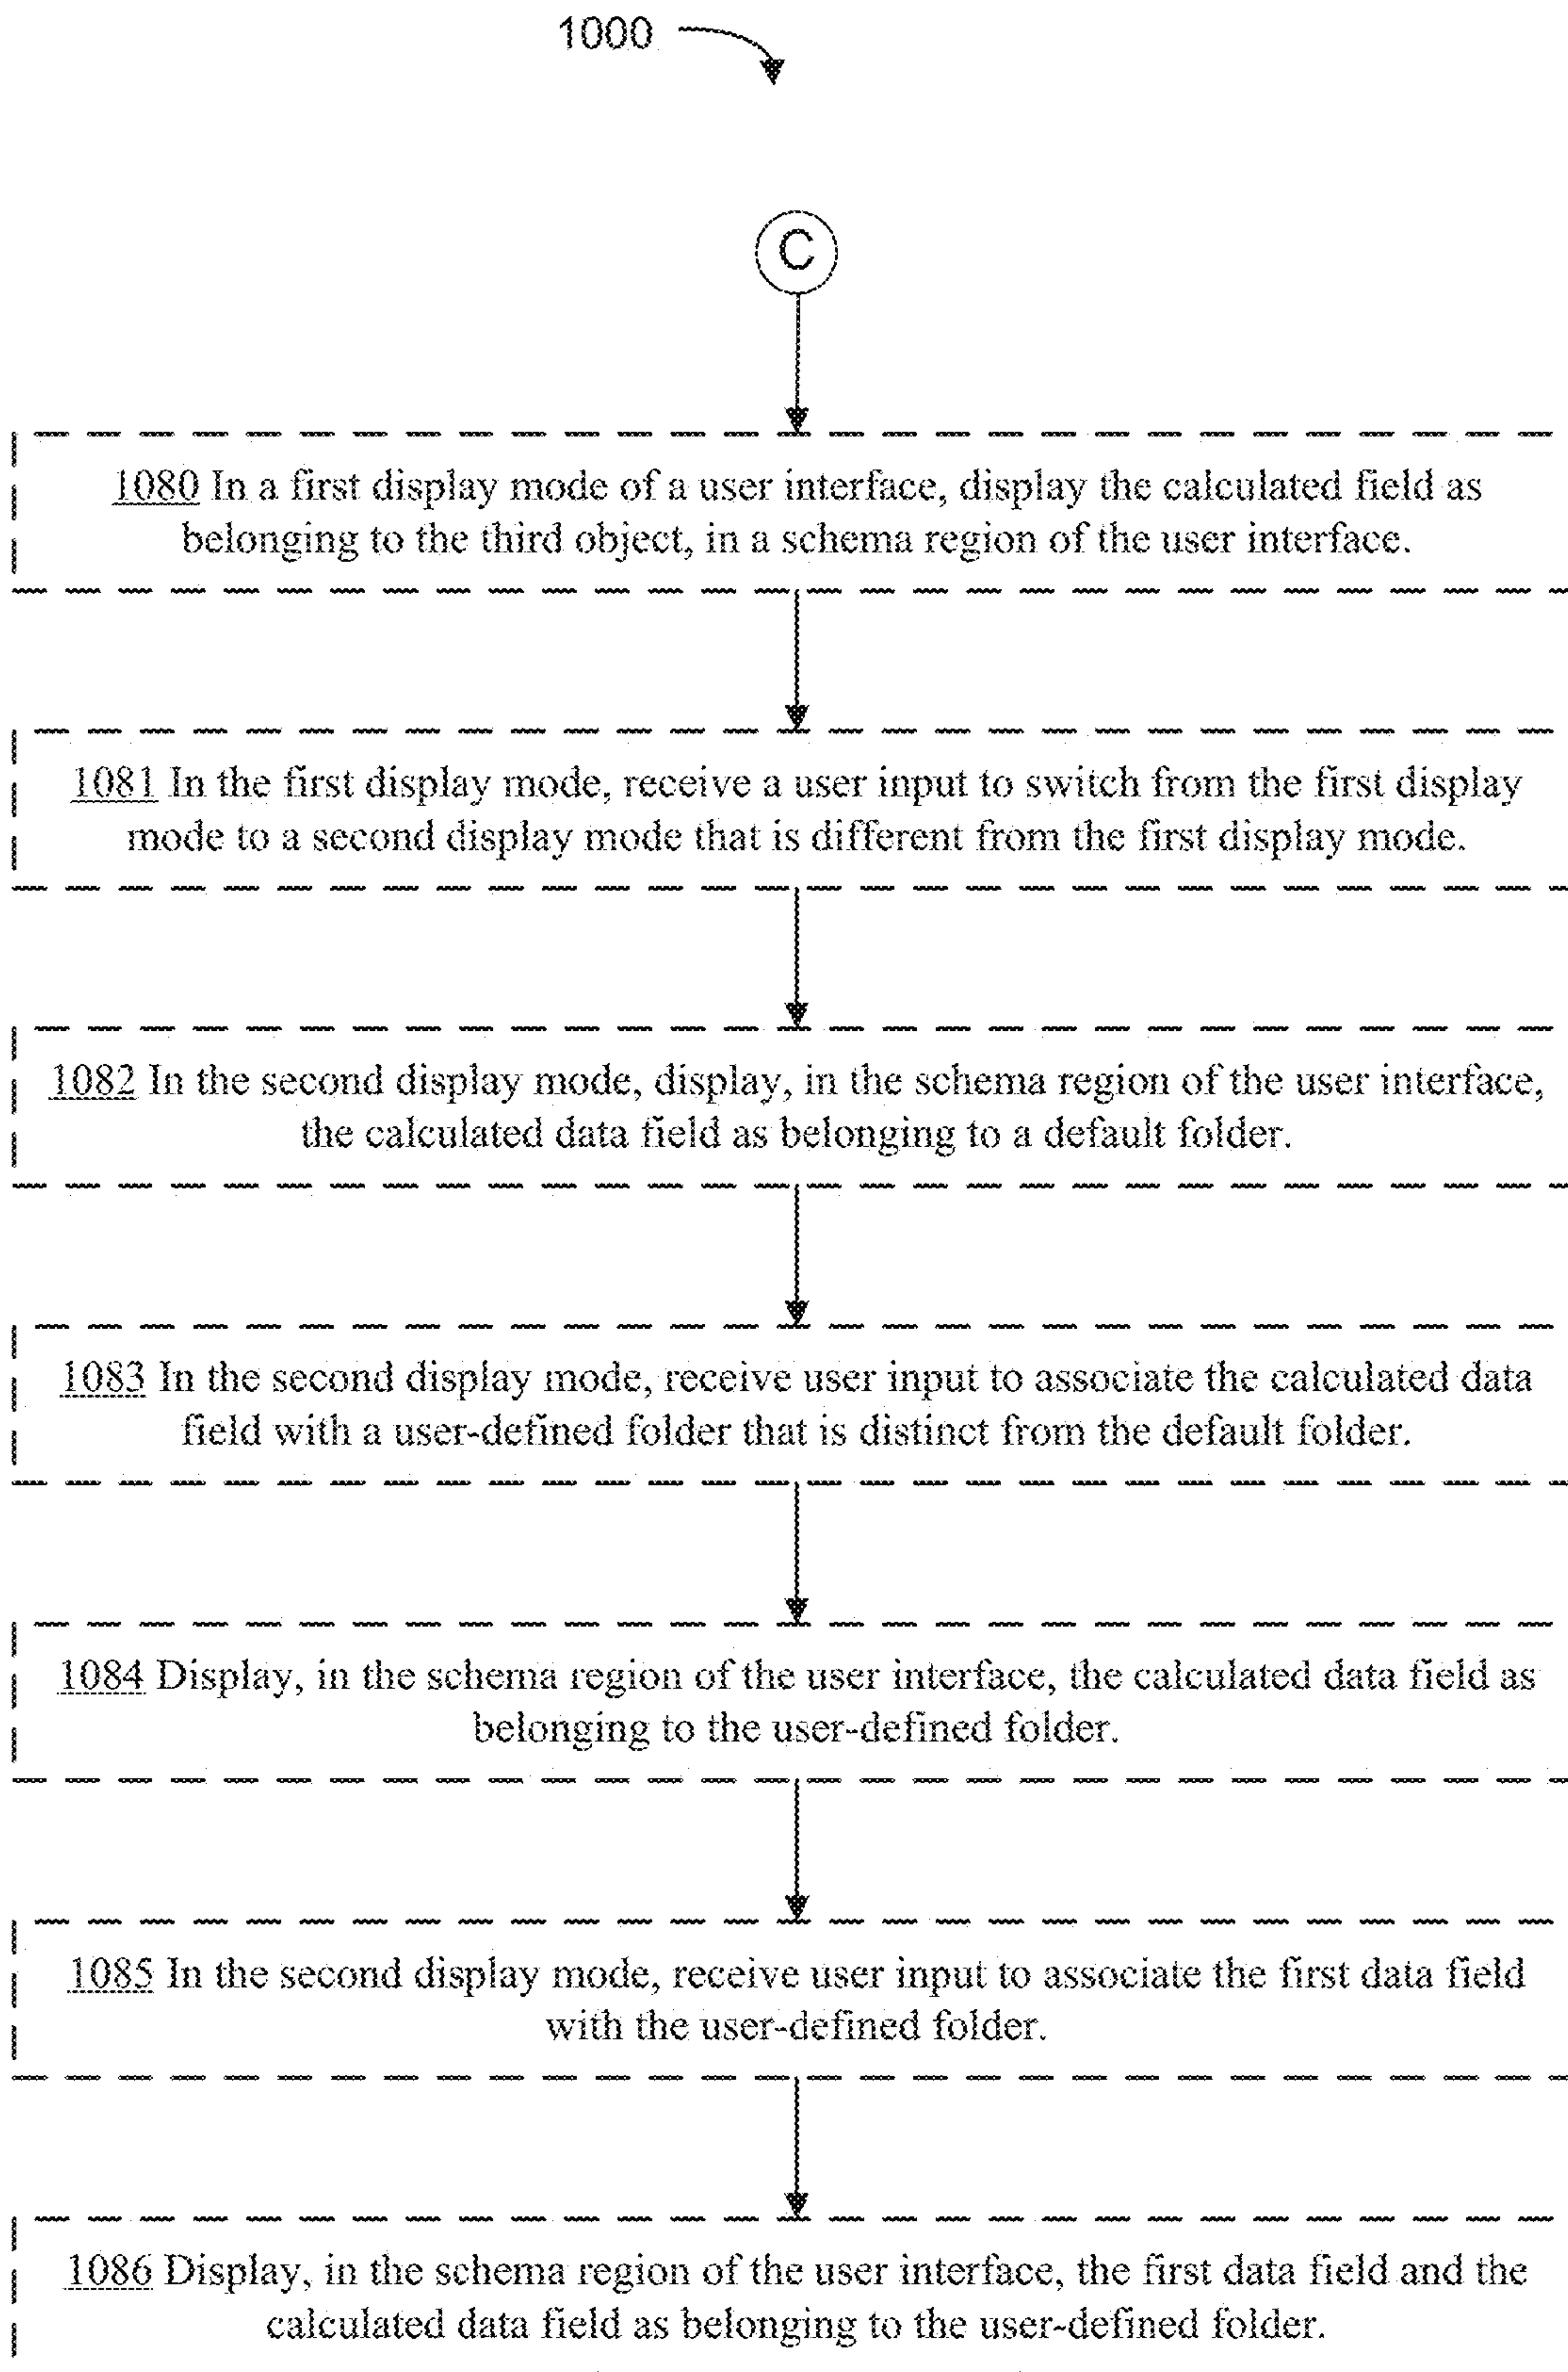 1000
C
1080 In a first display mode of a user interface, display the calculated field as
belonging to the third object, in a schema region of the user interface.
1081 In the first display mode, receive a user input to switch from the first display
mode to a second display mode that is different from the first display mode.
1082 In the second display mode, display, in the schema region of the user interface,
the calculated data field as belonging to a default folder.
1083 In the second display mode, receive user input to associate the calculated data
field with a user-defined folder that is distinct from the default folder.
1084 Display, in the schema region of the user interface, the calculated data field as
belonging to the user-defined folder.
1085 In the second display mode, receive user input to associate the first data field
with the user-defined folder.
1086 Display, in the schema region of the user interface, the first data field and the
calculated data field as belonging to the user-defined folder.